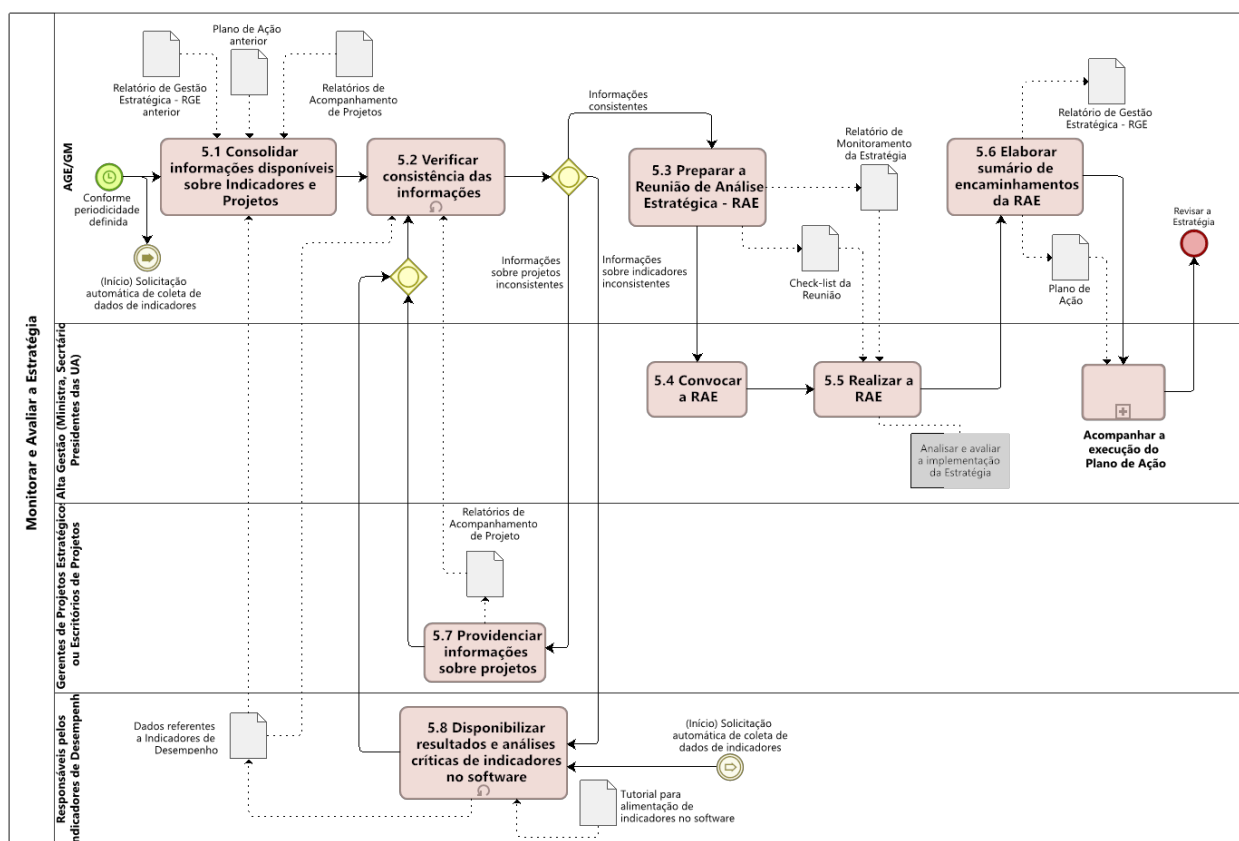 Monitorar e Avaliar a Estratégia
AGE/GM
Plano de Ação
anterior
Relatório de Gestão
Estratégica - RGE
anterior
Relatórios de
Acompanhamento
de Projetos
Conforme
periodicidade
definida
5.1 Consolidar
informações disponíveis
sobre Indicadores e
Projetos
(Início) Solicitação
automática de coleta de
dados de indicadores
5.2 Verificar
consistência das
informações
Informações
consistentes
Informações
sobre projetos
inconsistentes
Informações
sobre indicadores
inconsistentes
5.3 Preparar a
Reunião de Análise
Estratégica - RAE
Relatório de
Monitoramento
da Estratégia
Check-list da
Reunião
5.6 Elaborar
sumário de
encaminhamentos
da RAE
Relatório de Gestão
Estratégica - RGE
Plano de
Ação
Revisar a
Estratégia
Alta Gestão (Ministra, Secrtário
Presidentes das UA)
5.4 Convocar
a RAE
5.5 Realizar a
RAE
Analisar e avaliar
a implementação
da Estratégia
Acompanhar a
execução do
Plano de Ação
Gerentes de Projetos Estratégicos
ou Escritórios de Projetos
Relatórios de
Acompanhamento
de Projeto
5.7 Providenciar
informações
sobre projetos
Responsáveis pelos
Indicadores de Desempenh
Dados referentes
a Indicadores de
Desempenho
5.8 Disponibilizar
resultados e análises
críticas de indicadores
no software
(Início) Solicitação
automática de coleta de
dados de indicadores
Tutorial para
alimentação de
indicadores no software